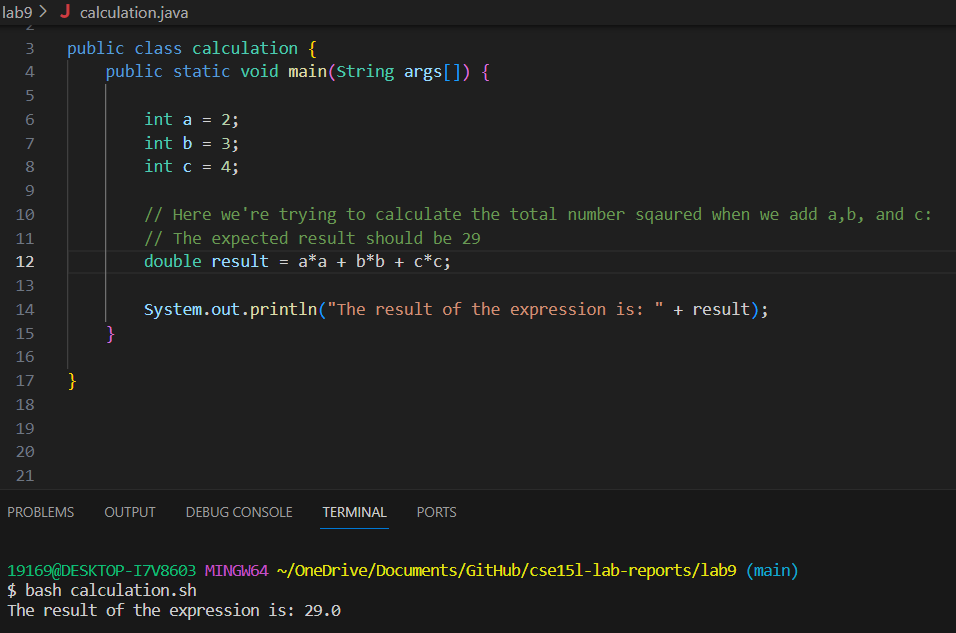 lab9 > J calculation.java
2
3 public class calculation {
4 public static void main(String args[]) {
5
6 int a = 2;
7 int b = 3;
8 int c = 4;
9
10 // Here we're trying to calculate the total number sqaured when we add a,b, and c:
11 // The expected result should be 29
12 double result = a*a + b*b + c*c;
13
14 System.out.println("The result of the expression is: " + result);
15 }
16
17 }
18
19
20
21
PROBLEMS OUTPUT DEBUG CONSOLE TERMINAL PORTS
19169@DESKTOP-I7V8603 MINGW64 ~/OneDrive/Documents/GitHub/cse15l-lab-reports/lab9 (main)
$ bash calculation.sh
The result of the expression is: 29.0